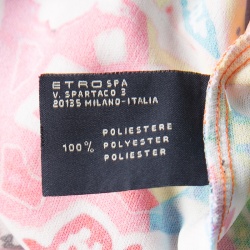 ETRO SPA
V. SPARTACO 3
20135 MILANO-ITALIA
POLIESTERE
100% POLYESTER
POLIESTER